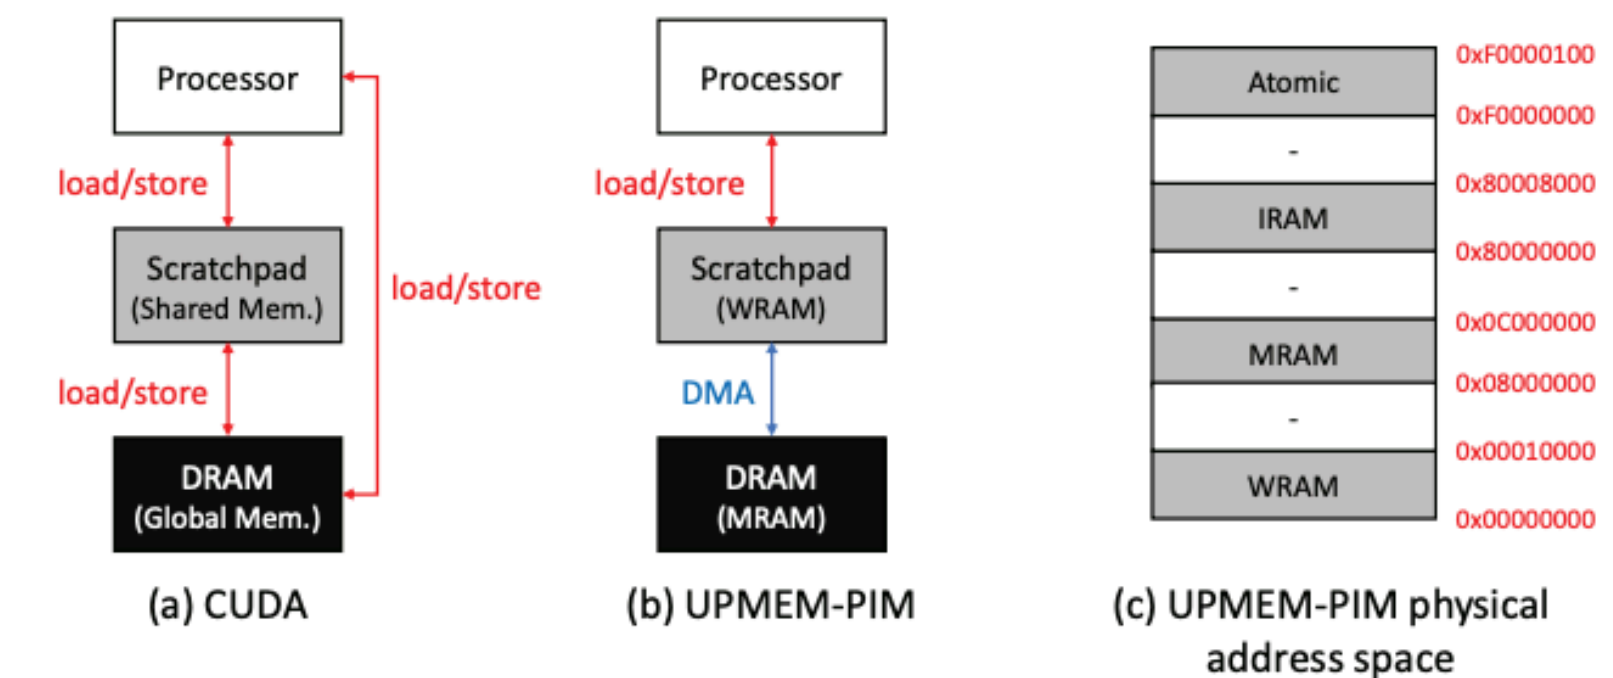 Processor
load/store
Scratchpad
(Shared Mem.)
load/store
load/store
DRAM
(Global Mem.)
(a) CUDA
Processor
load/store
Scratchpad
(WRAM)
DMA
DRAM
(MRAM)
(b) UPMEM-PIM
0xF0000100
Atomic
0xF0000000
-
0x80008000
IRAM
0x80000000
-
0x0C000000
MRAM
0x08000000
-
0x00010000
WRAM
0x00000000
(c) UPMEM-PIM physical
address space